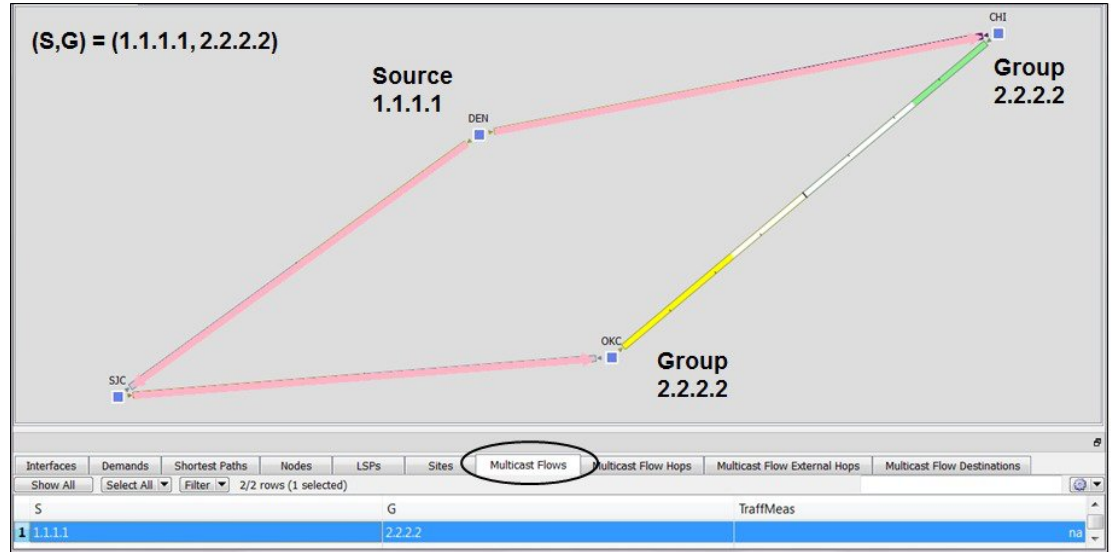 (S,G) = (1.1.1.1, 2.2.2.2)
CHI
Source
1.1.1.1
Group
2.2.2.2
DEN
OKC
Group
2.2.2.2
SJC
Interfaces Demands Shortest Paths Nodes LSPs Sites Multicast Flows Multicast Flow Hops Multicast Flow External Hops Multicast Flow Destinations
Show All Select All Filter 2/2 rows (1 selected)
S G TraffMeas
1 1.1.1.1 2.2.2.2 na